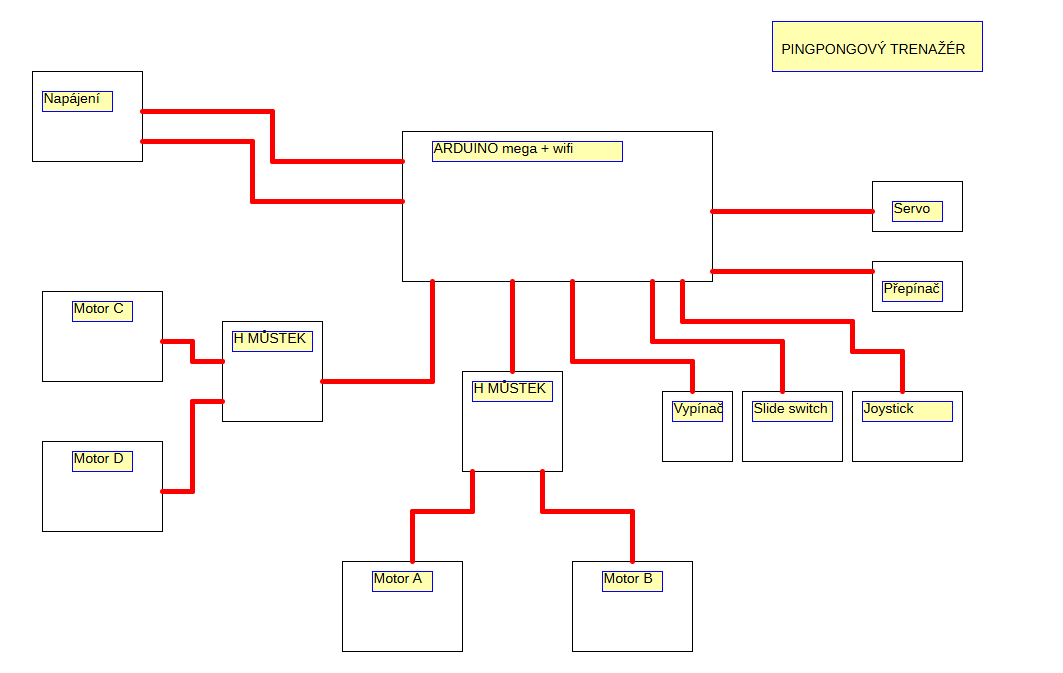 PINGPONGOVÝ TRENAŽÉR
Napájení
ARDUINO mega + wifi
Servo
Přepínač
Motor C
H MŮSTEK
H MŮSTEK
Vypínač
Slide switch
Joystick
Motor D
Motor A
Motor B